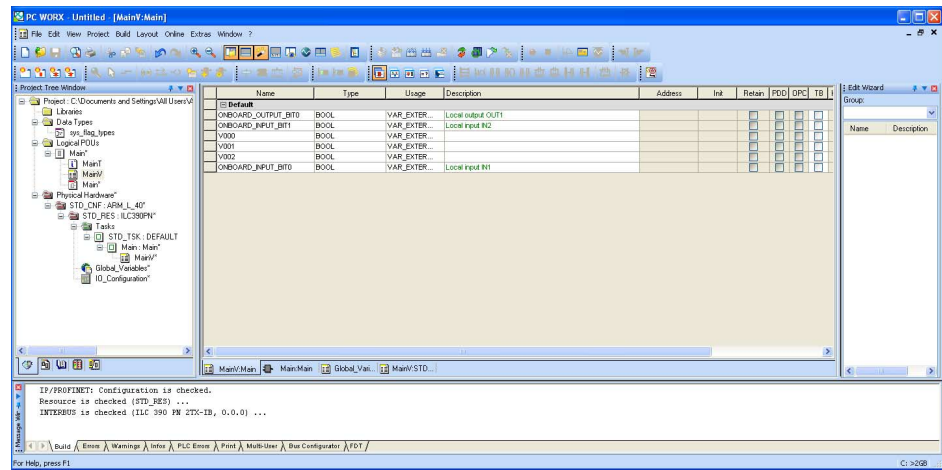 PC WORX - Untitled - [MainV:Main]
File Edit View Project Build Layout Online Extras Window ?
Project Tree Window
Project : C:\Documents and Settings\All Users\A
Libraries
Data Types
sys_flag_types
Logical POUs
Main*
MainT
MainV
Main*
Physical Hardware*
STD_CNF : ARM_L_40*
STD_RES : ILC390PN*
Tasks
STD_TSK : DEFAULT
Main : Main*
MainV*
Global_Variables*
IO_Configuration*
Name Type Usage Description Address Init Retain PDD OPC TB
Default
ONBOARD_OUTPUT_BIT0 BOOL VAR_EXTER... Local output OUT1
ONBOARD_INPUT_BIT1 BOOL VAR_EXTER... Local input IN2
V000 BOOL VAR_EXTER...
V001 BOOL VAR_EXTER...
V002 BOOL VAR_EXTER...
ONBOARD_INPUT_BIT0 BOOL VAR_EXTER... Local input IN1
MainV:Main Main:Main Global_Vari... MainV:STD...
Edit Wizard
Group:
Name Description
Message Win
IP/PROFINET: Configuration is checked.
Resource is checked (STD_RES) ...
INTERBUS is checked (ILC 390 PN 2TX-IB, 0.0.0) ...
Build Errors Warnings Infos PLC Errors Print Multi-User Bus Configurator FDT
For Help, press F1
C: >2GB